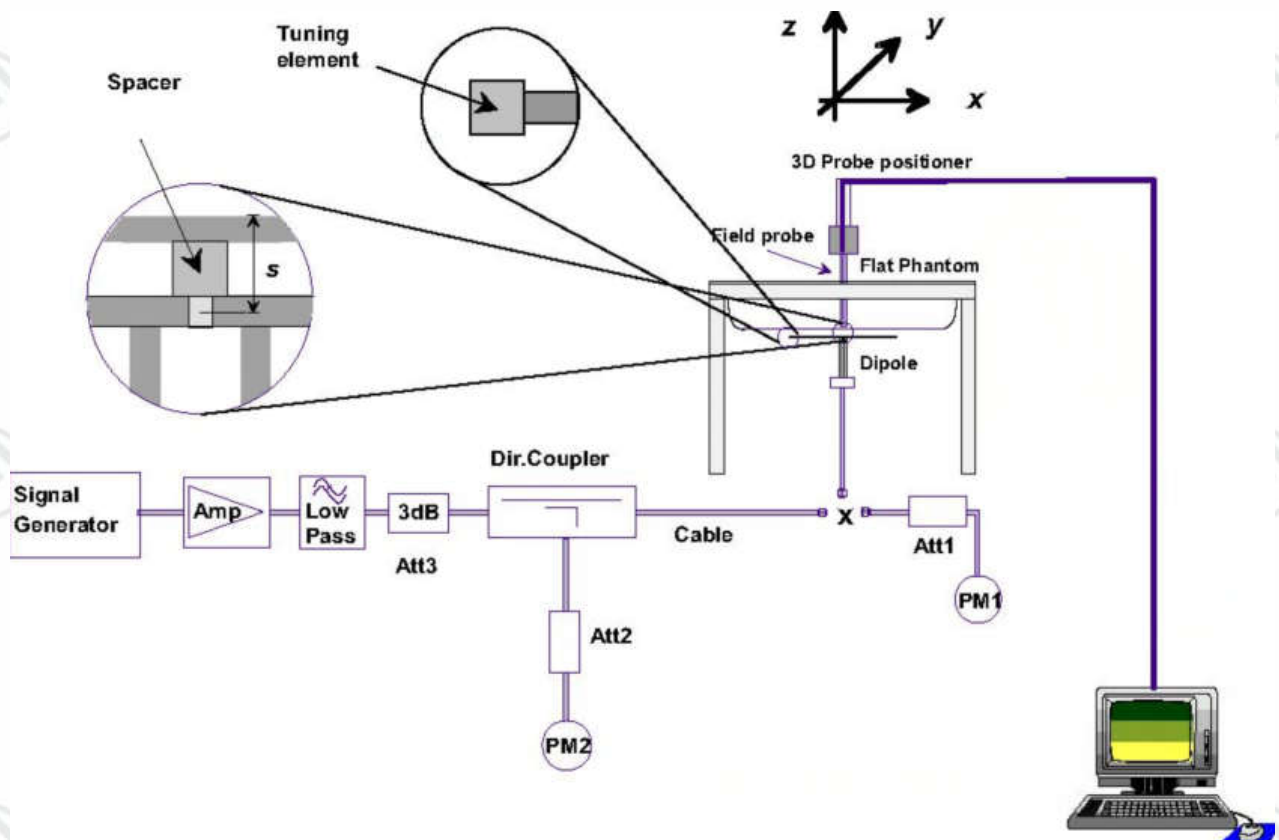 Tuning
element
Spacer
s
z
y
x
3D Probe positioner
Field probe
Flat Phantom
Dipole
Dir.Coupler
Signal
Generator
Amp
Low
Pass
3dB
Att3
Cable
x
Att1
PM1
Att2
PM2